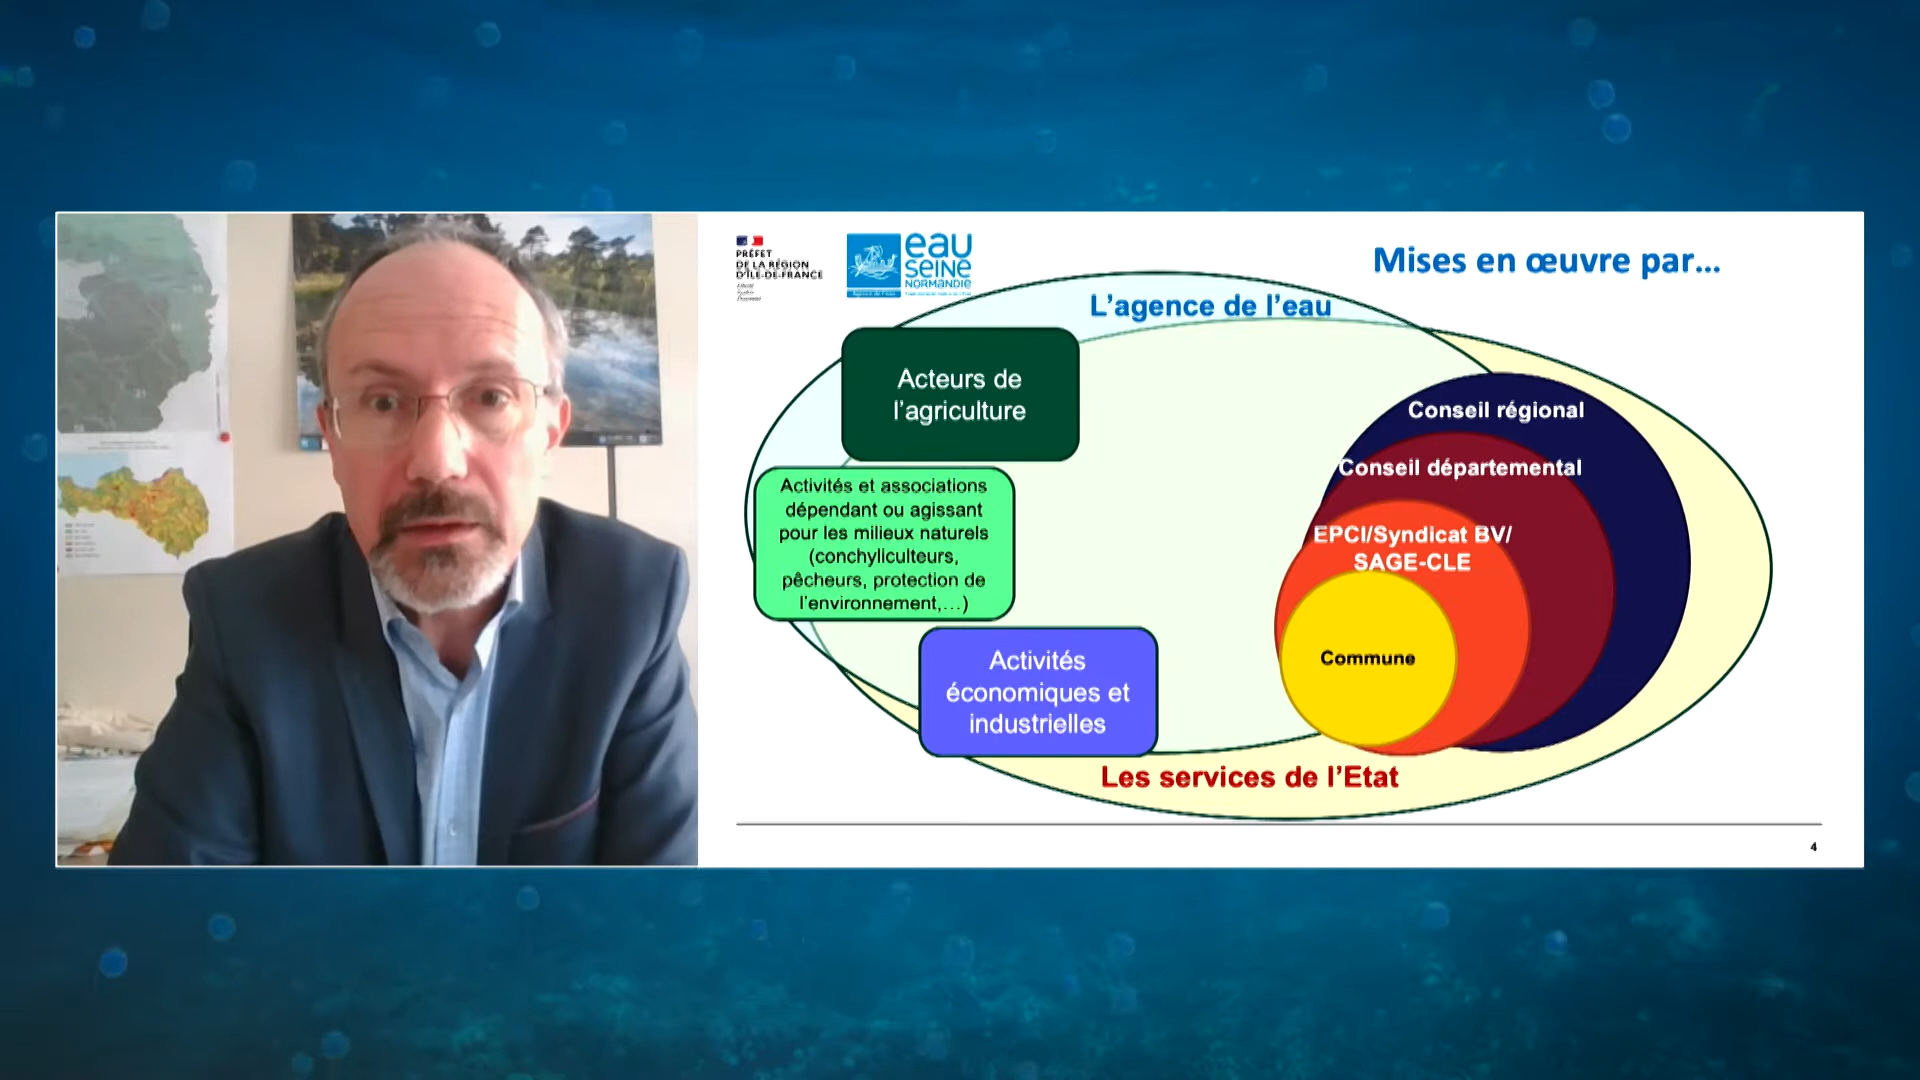 PRÉFET
DE LA RÉGION
D'ÎLE-DE-FRANCE
eau
SEINE
NORMANDIE
Mises en œuvre par...
L'agence de l'eau
Acteurs de
l'agriculture
Activités et associations
dépendant ou agissant
pour les milieux naturels
(conchyliculteurs,
pêcheurs, protection de
l'environnement,...)
Activités
économiques et
industrielles
Conseil régional
Conseil départemental
EPCI/Syndicat BV/
SAGE-CLE
Commune
Les services de l'Etat
4